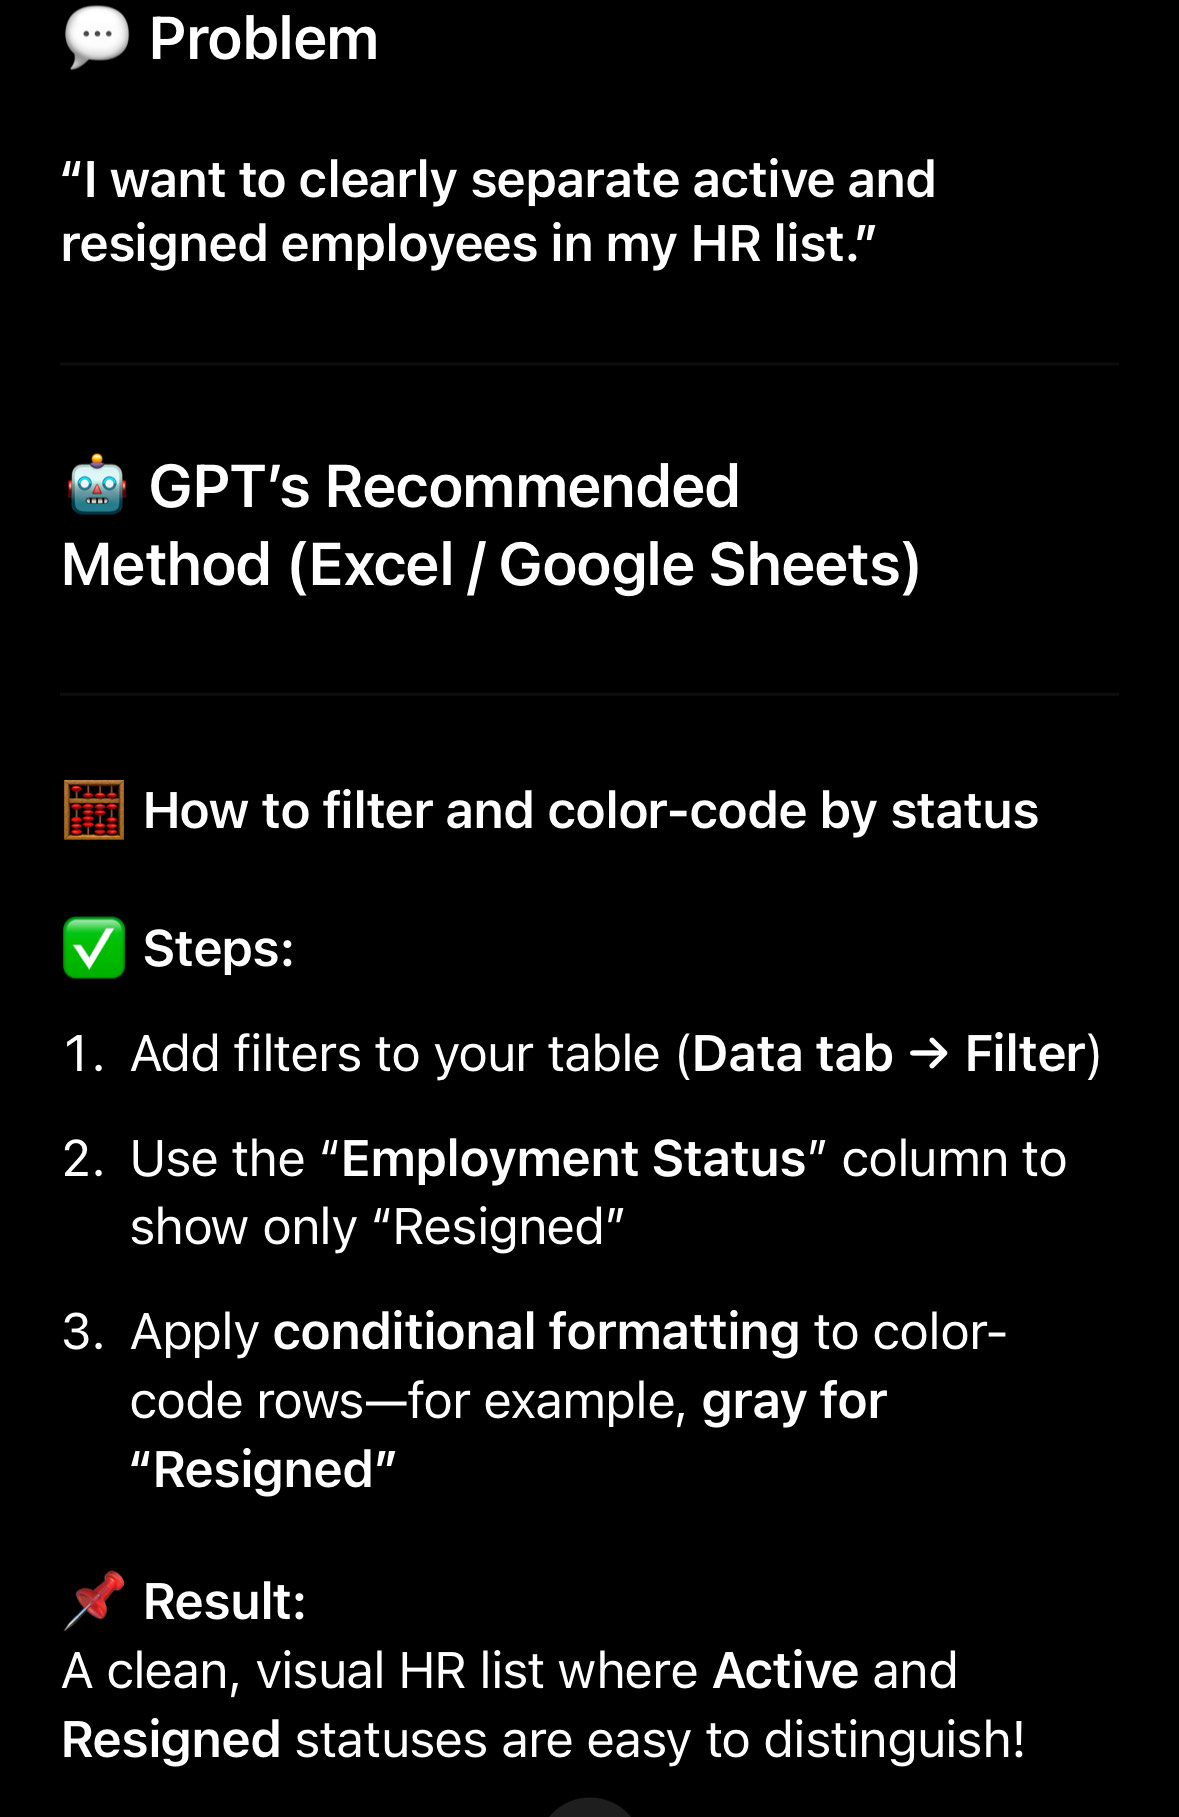 💬 Problem
“I want to clearly separate active and
resigned employees in my HR list.”
🤖 GPT’s Recommended
Method (Excel / Google Sheets)
🧮 How to filter and color-code by status
✅ Steps:
1. Add filters to your table (Data tab → Filter)
2. Use the “Employment Status” column to
show only “Resigned”
3. Apply conditional formatting to color-
code rows—for example, gray for
“Resigned”
📌 Result:
A clean, visual HR list where Active and
Resigned statuses are easy to distinguish!